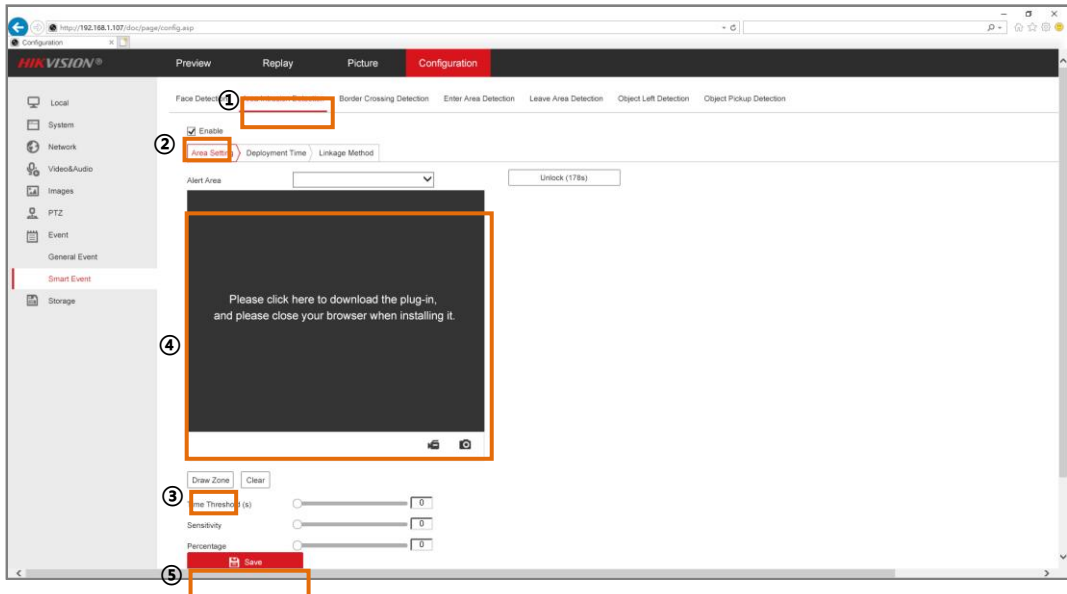 http://192.168.1.107/doc/page/config.asp
Configuration
HIKVISION®
Preview Replay Picture Configuration
Local
System
Network
Video&Audio
Images
PTZ
Event
General Event
Smart Event
Storage
①
Face Detection Area Intrusion Detection Border Crossing Detection Enter Area Detection Leave Area Detection Object Left Detection Object Pickup Detection
Enable
②
Area Setting Deployment Time Linkage Method
Alert Area
Unlock (178s)
Please click here to download the plug-in,
and please close your browser when installing it.
④
Draw Zone Clear
③
Time Threshold (s) 0
Sensitivity 0
Percentage 0
Save
⑤